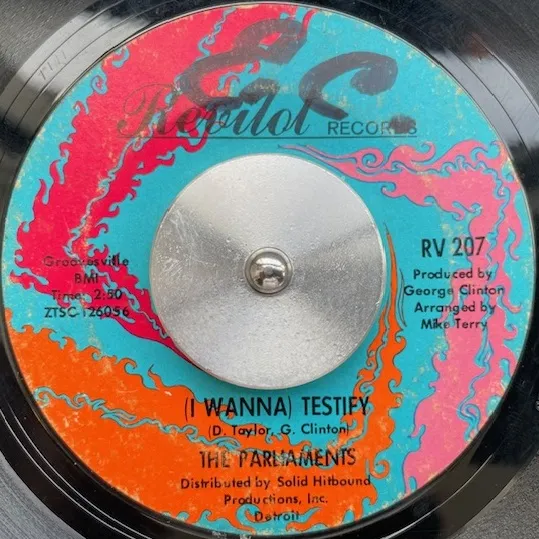 EC
Revilot RECORDS
RV 207
Produced by
George Clinton
Arranged by
Mike Terry
Groovesville
BMI
Time: 2:50
ZTSC-126056
(I WANNA) TESTIFY
(D. Taylor, G. Clinton)
THE PARLIAMENTS
Distributed by Solid Hitbound
Productions, Inc.
Detroit